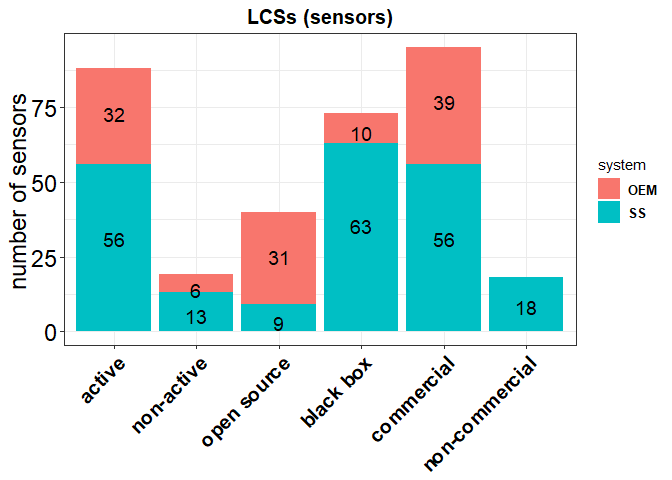 LCSs (sensors)
number of sensors
75
50
25
0
32
56
6
13
31
9
10
63
39
56
18
active
non-active
open source
black box
commercial
non-commercial
system
OEM
SS